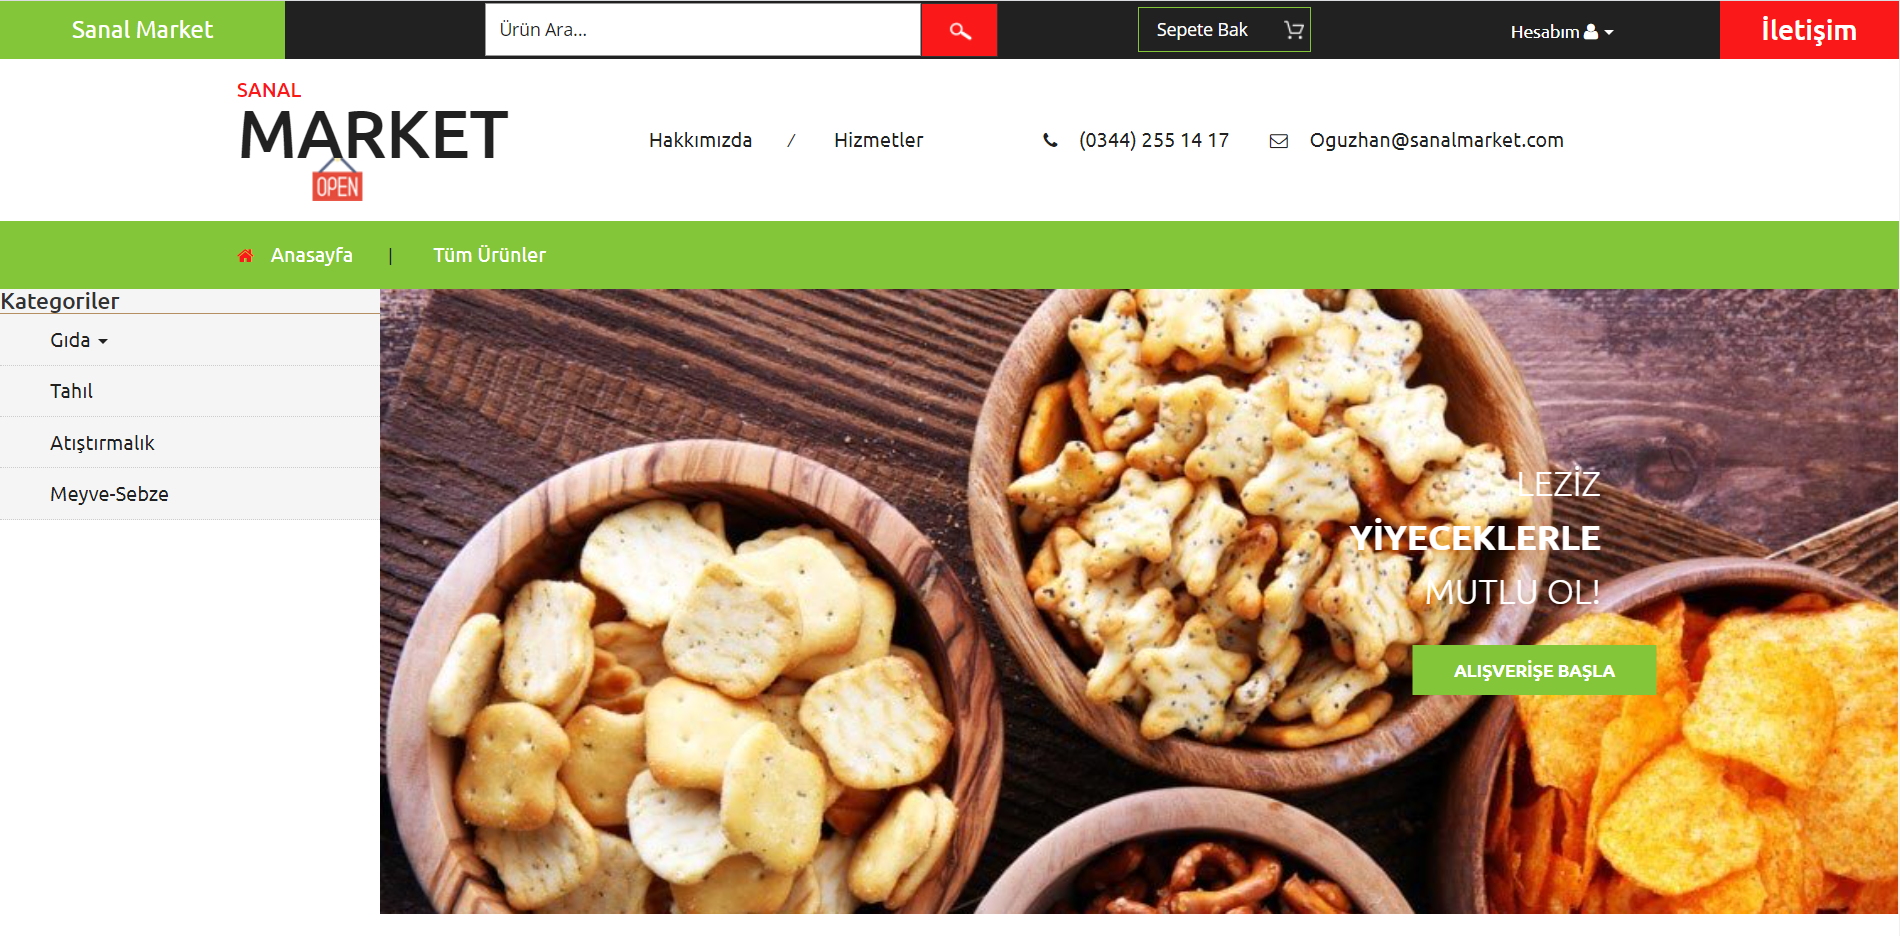 Sanal Market
Ürün Ara...
Sepete Bak
Hesabım
İletişim
SANAL
MARKET
OPEN
Hakkımızda / Hizmetler
(0344) 255 14 17
Oguzhan@sanalmarket.com
Anasayfa | Tüm Ürünler
Kategoriler
Gıda
Tahıl
Atıştırmalık
Meyve-Sebze
LEZİZ
YİYECEKLERLE
MUTLU OL!
ALIŞVERİŞE BAŞLA